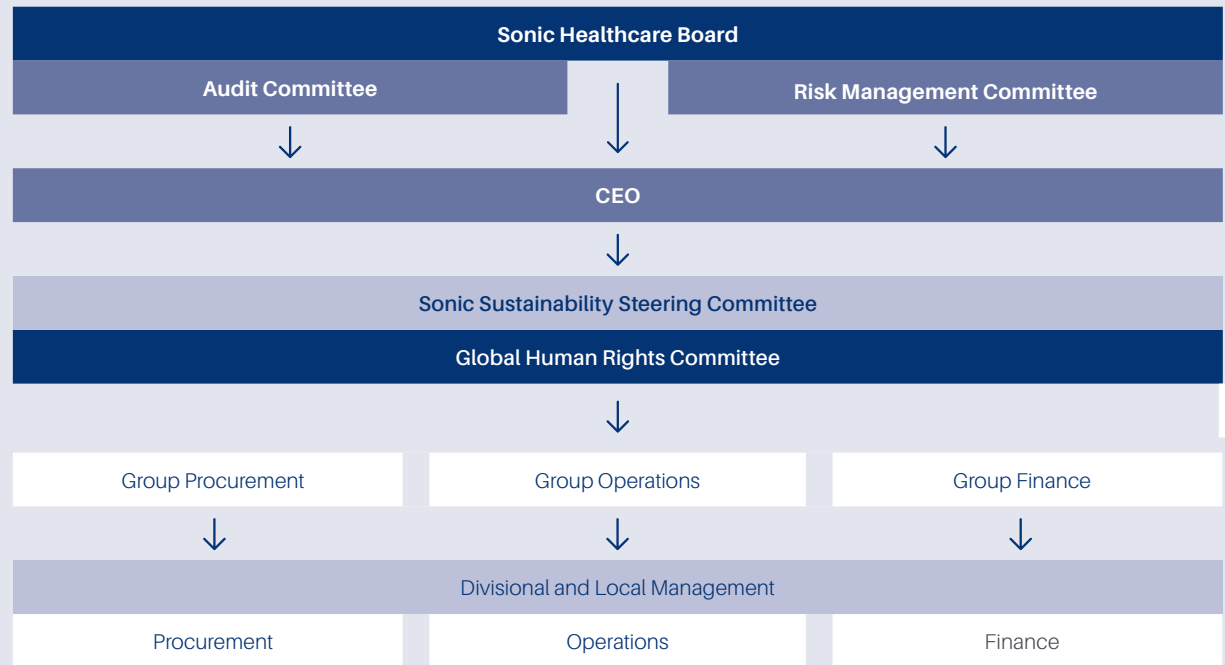 Sonic Healthcare Board
Audit Committee
Risk Management Committee
CEO
Sonic Sustainability Steering Committee
Global Human Rights Committee
Group Procurement
Group Operations
Group Finance
Divisional and Local Management
Procurement
Operations
Finance